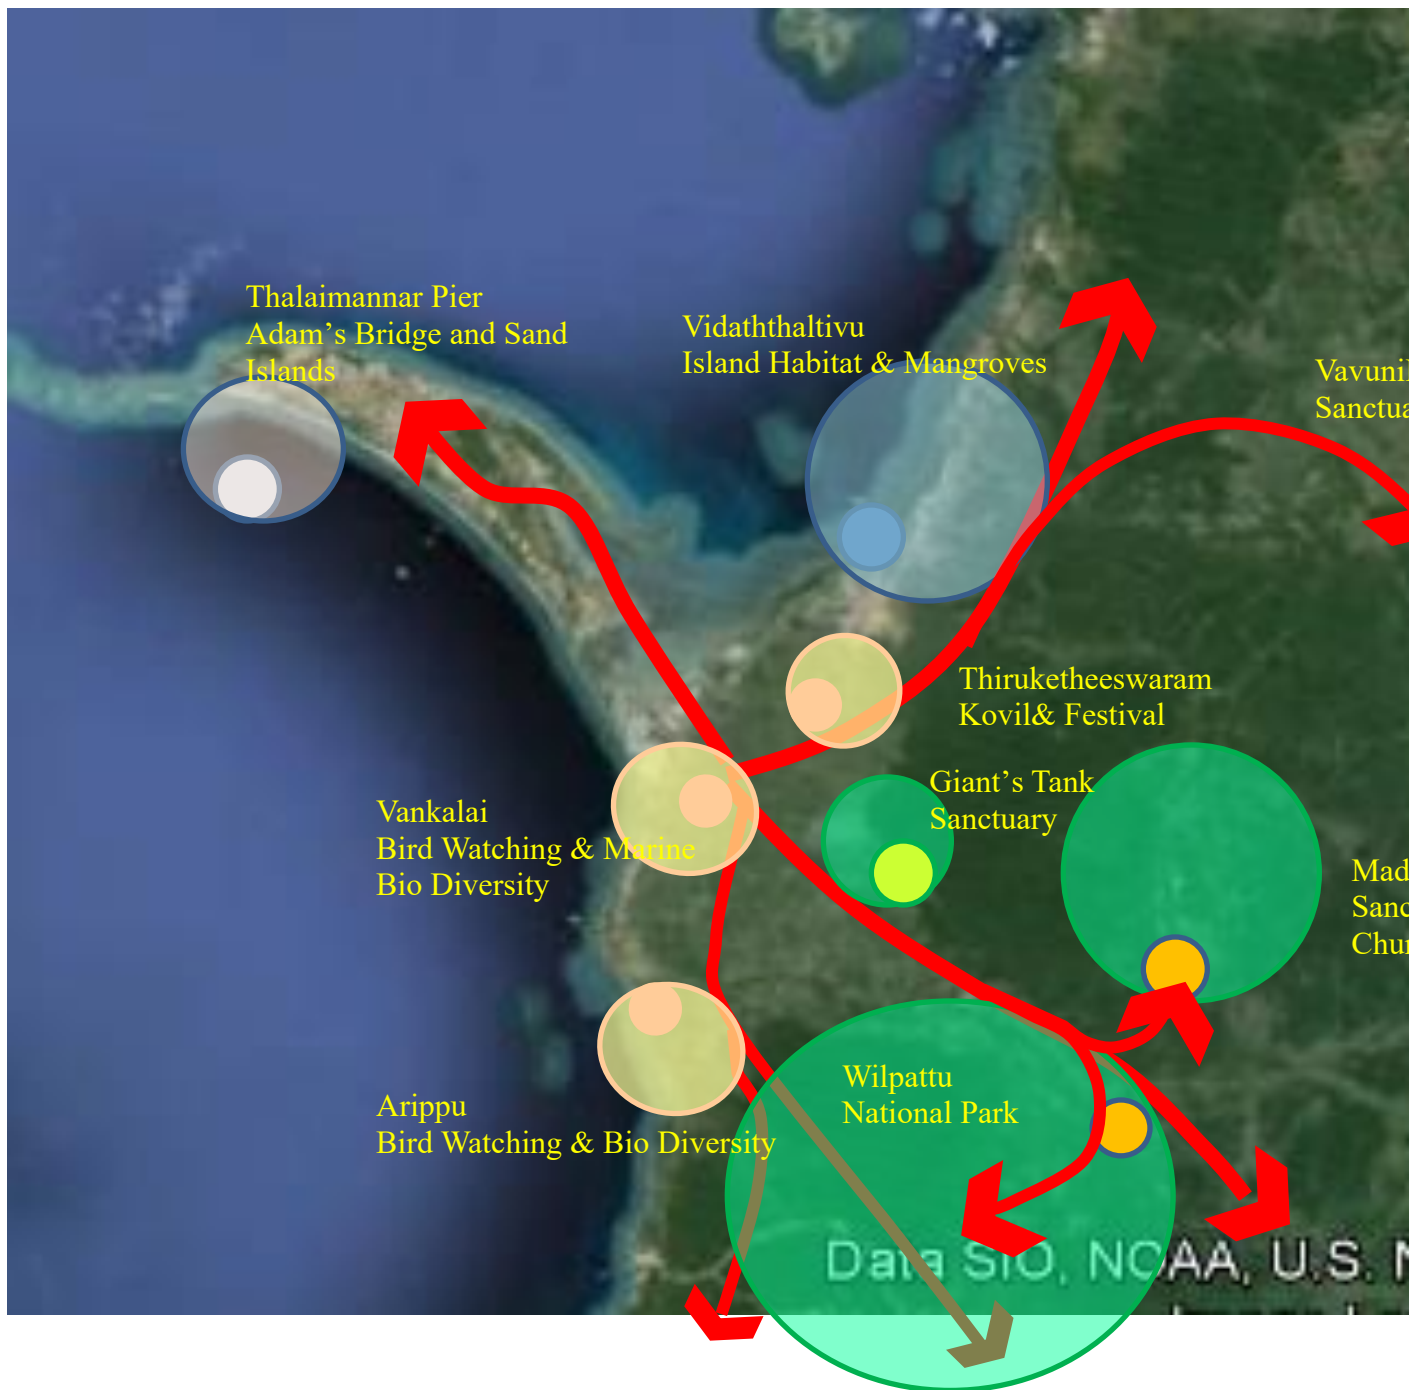 Thalaimannar Pier
Adam's Bridge and Sand
Islands
Vidaththaltivu
Island Habitat & Mangroves
Thiruketheeswaram
Kovil& Festival
Giant's Tank
Sanctuary
Vankalai
Bird Watching & Marine
Bio Diversity
Wilpattu
National Park
Arippu
Bird Watching & Bio Diversity
Data SIO, NOAA, U.S.